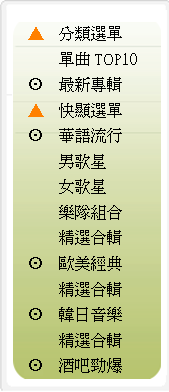 分類選單
單曲 TOP10
最新專輯
快顯選單
華語流行
男歌星
女歌星
樂隊組合
精選合輯
歐美經典
精選合輯
韓日音樂
精選合輯
酒吧勁爆